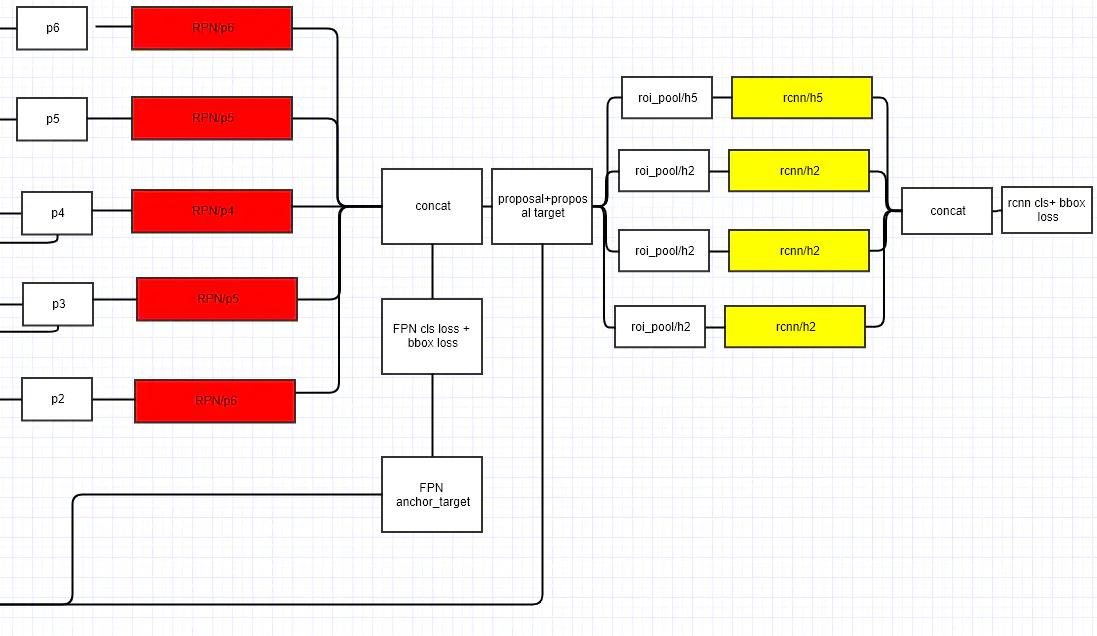 p6
RPN/p6
p5
RPN/p5
p4
RPN/p4
p3
RPN/p5
p2
RPN/p6
concat
FPN cls loss +
bbox loss
FPN
anchor_target
proposal+propos
al target
roi_pool/h5
rcnn/h5
roi_pool/h2
rcnn/h2
roi_pool/h2
rcnn/h2
roi_pool/h2
rcnn/h2
concat
rcnn cls+ bbox
loss